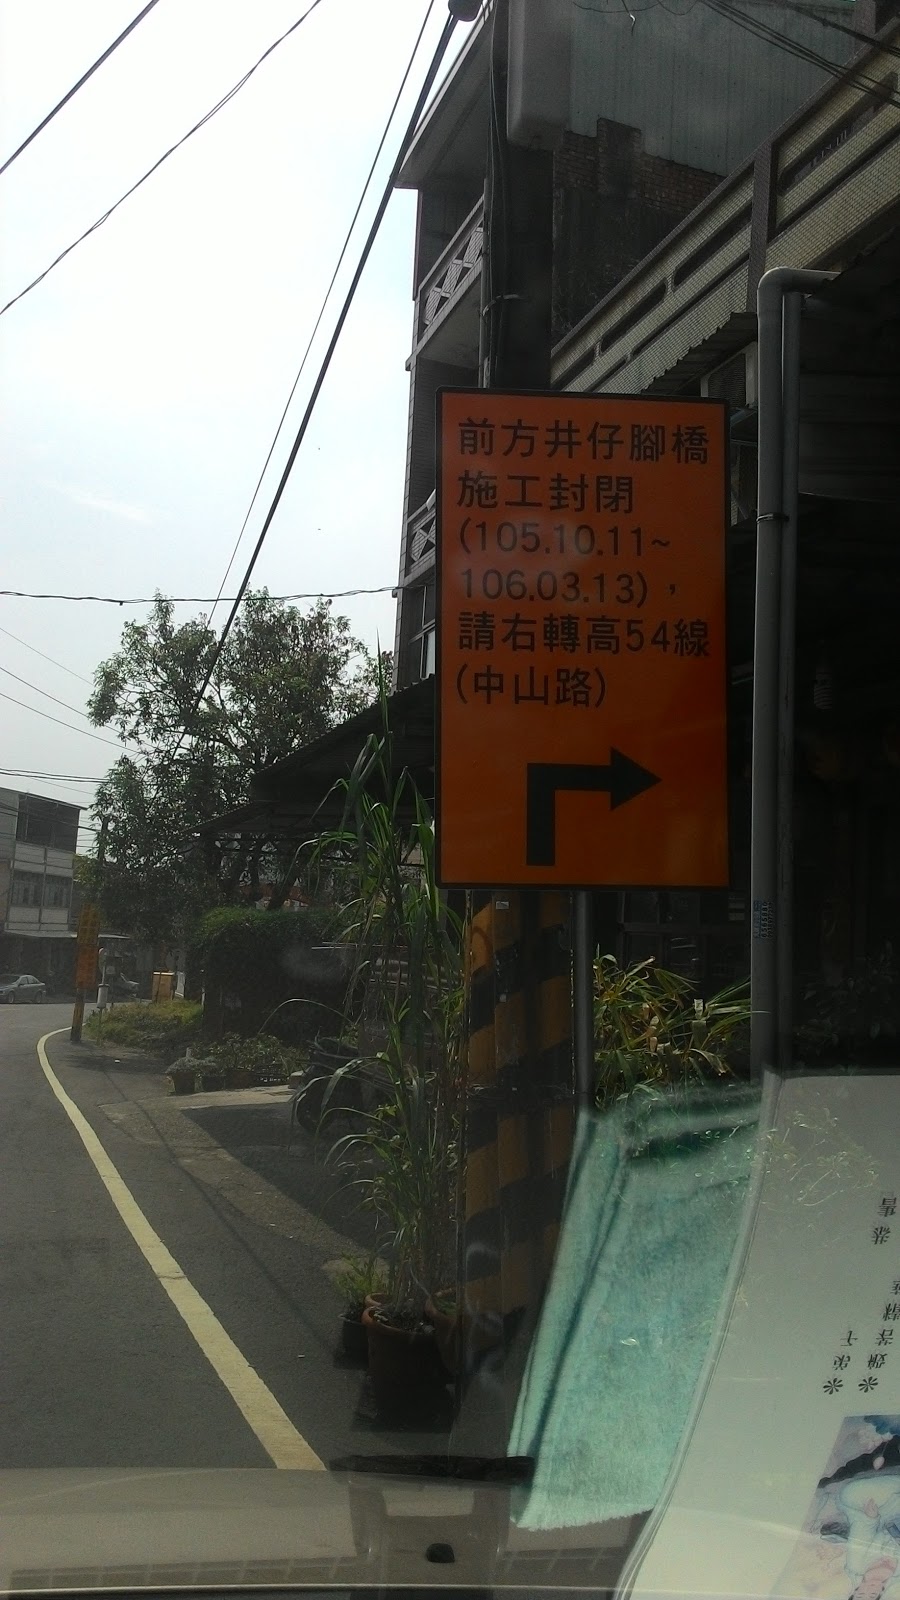 前方井仔腳橋
施工封閉
(105.10.11~
106.03.13)，
請右轉高54線
(中山路)